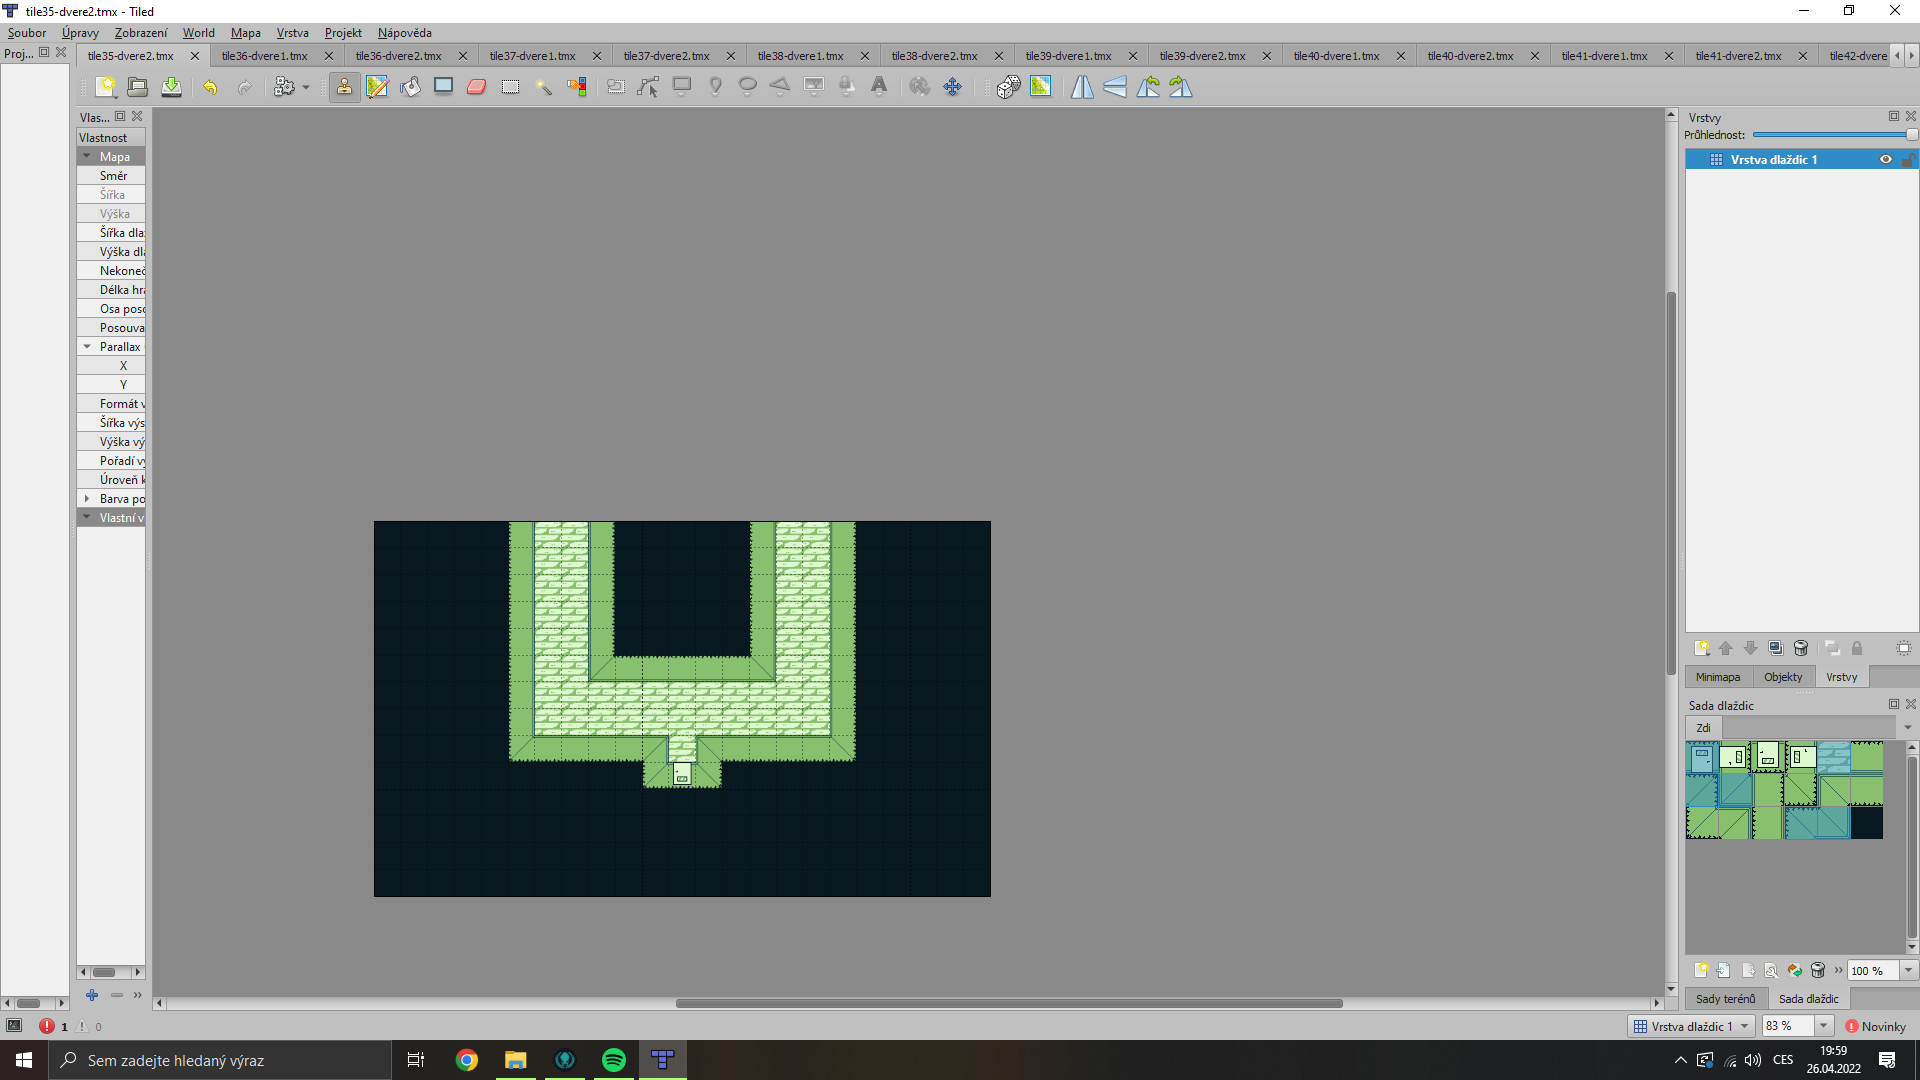 tile35-dvere2.tmx - Tiled
Soubor Úpravy Zobrazení World Mapa Vrstva Projekt Nápověda
Proj... tile35-dvere2.tmx tile36-dvere1.tmx tile36-dvere2.tmx tile37-dvere1.tmx tile37-dvere2.tmx tile38-dvere1.tmx tile38-dvere2.tmx tile39-dvere1.tmx tile39-dvere2.tmx tile40-dvere1.tmx tile40-dvere2.tmx tile41-dvere1.tmx tile41-dvere2.tmx tile42-dvere
Vlas...
Vlastnost
Mapa
Směr
Šířka
Výška
Šířka dla
Výška dl
Nekoneč
Délka hr
Osa poso
Posouva
Parallax
X
Y
Formát v
Šířka výs
Výška vý
Pořadí vy
Úroveň k
Barva po
Vlastní v
Vrstvy
Průhlednost:
Vrstva dlaždic 1
Minimapa Objekty Vrstvy
Sada dlaždic
Zdi
100 %
Sady terénů Sada dlaždic
1 0
Vrstva dlaždic 1 83 % Novinky
Sem zadejte hledaný výraz
CES
19:59
26.04.2022